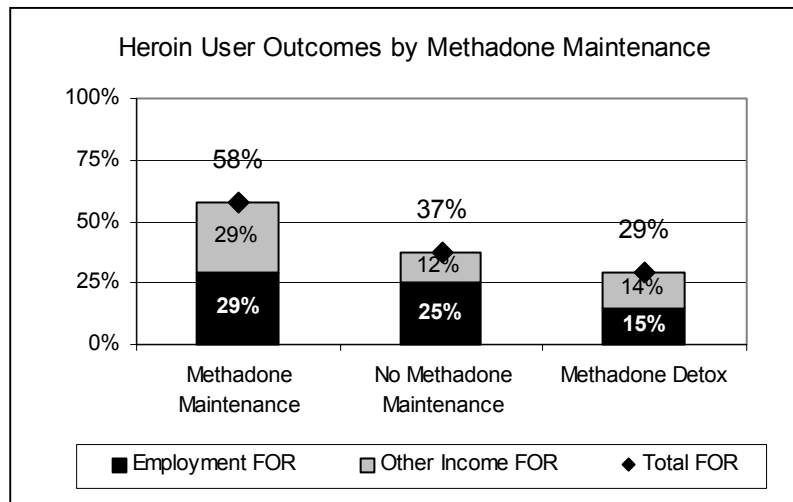 Heroin User Outcomes by Methadone Maintenance
100%
75%
50%
25%
0%
58%
29%
29%
37%
12%
25%
29%
14%
15%
Methadone
Maintenance
No Methadone
Maintenance
Methadone Detox
Employment FOR
Other Income FOR
Total FOR